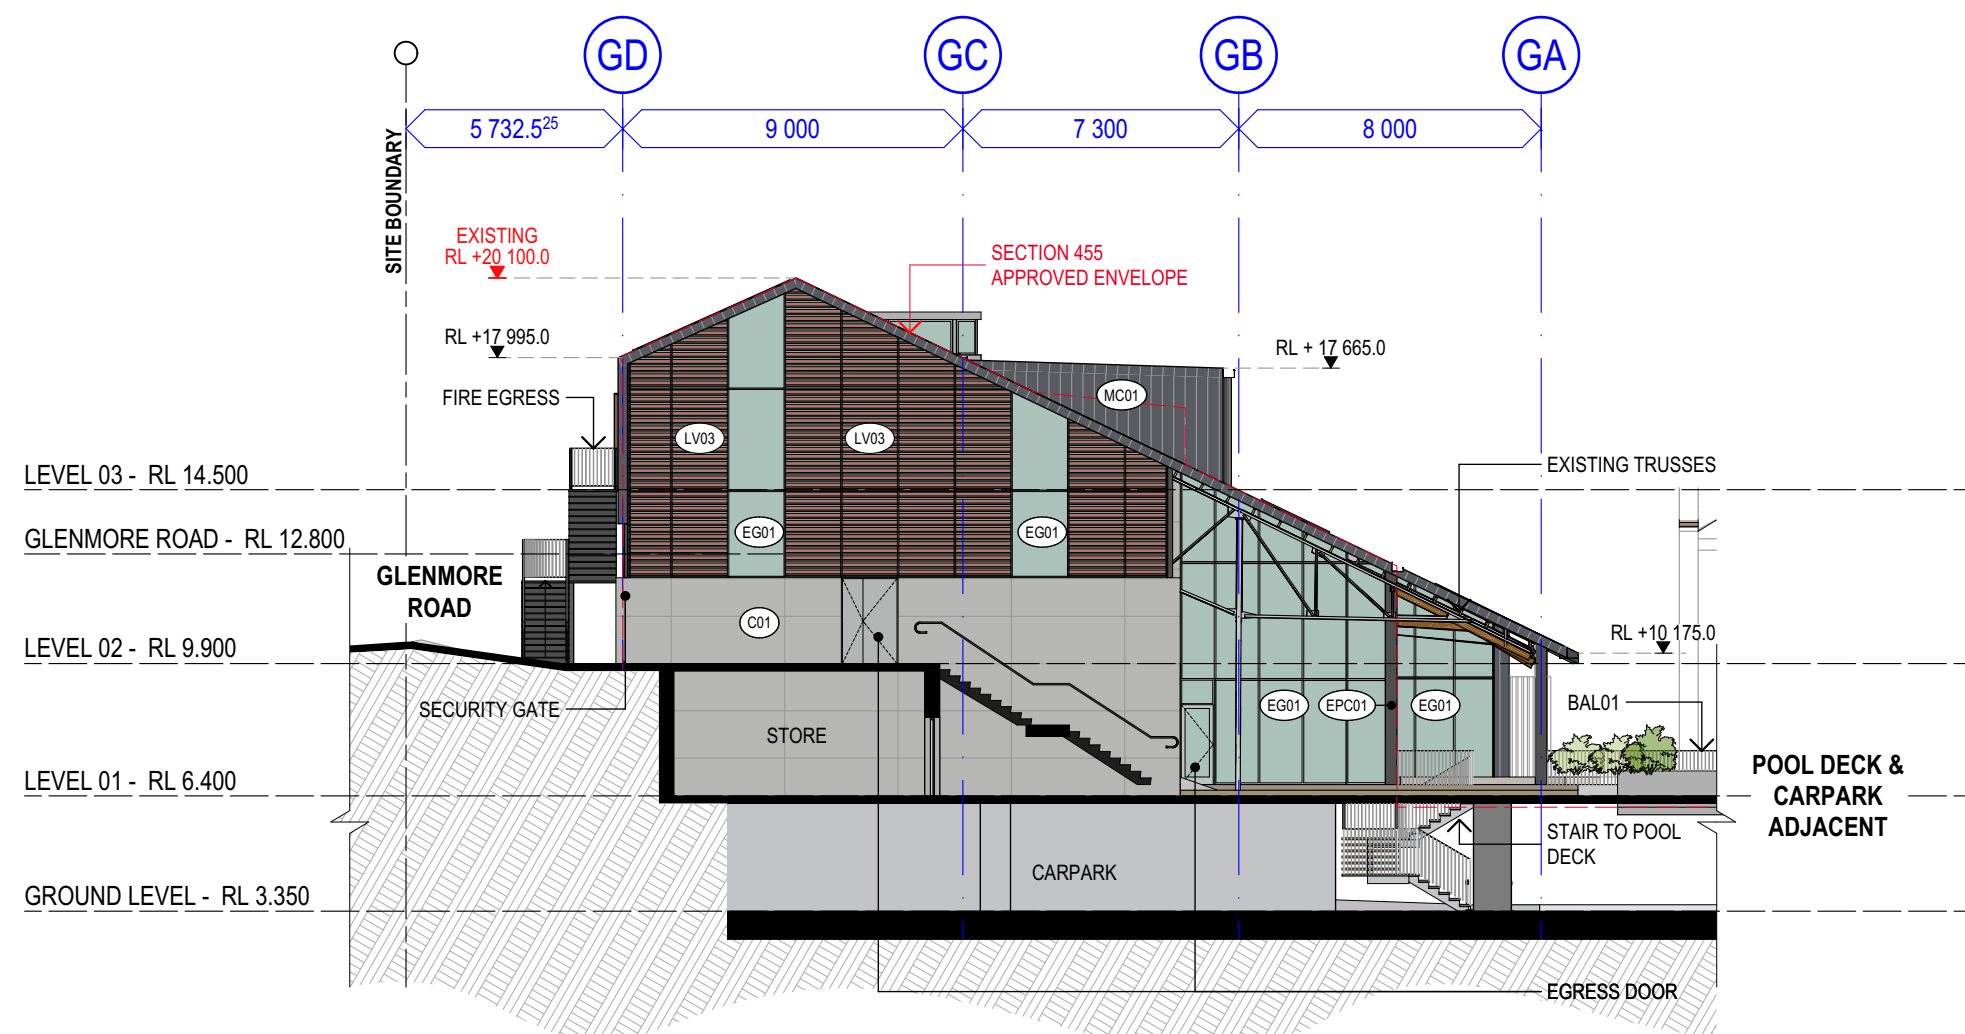 GD
GC
GB
GA
5 732.5²⁵
9 000
7 300
8 000
SITE BOUNDARY
EXISTING
RL +20 100.0
SECTION 455
APPROVED ENVELOPE
RL +17 995.0
RL + 17 665.0
FIRE EGRESS
MC01
LV03
LV03
LEVEL 03 - RL 14.500
EXISTING TRUSSES
EG01
EG01
GLENMORE ROAD - RL 12.800
GLENMORE
ROAD
C01
RL +10 175.0
LEVEL 02 - RL 9.900
SECURITY GATE
EG01
EPC01
EG01
BAL01
STORE
LEVEL 01 - RL 6.400
POOL DECK &
CARPARK
ADJACENT
STAIR TO POOL
DECK
CARPARK
GROUND LEVEL - RL 3.350
EGRESS DOOR